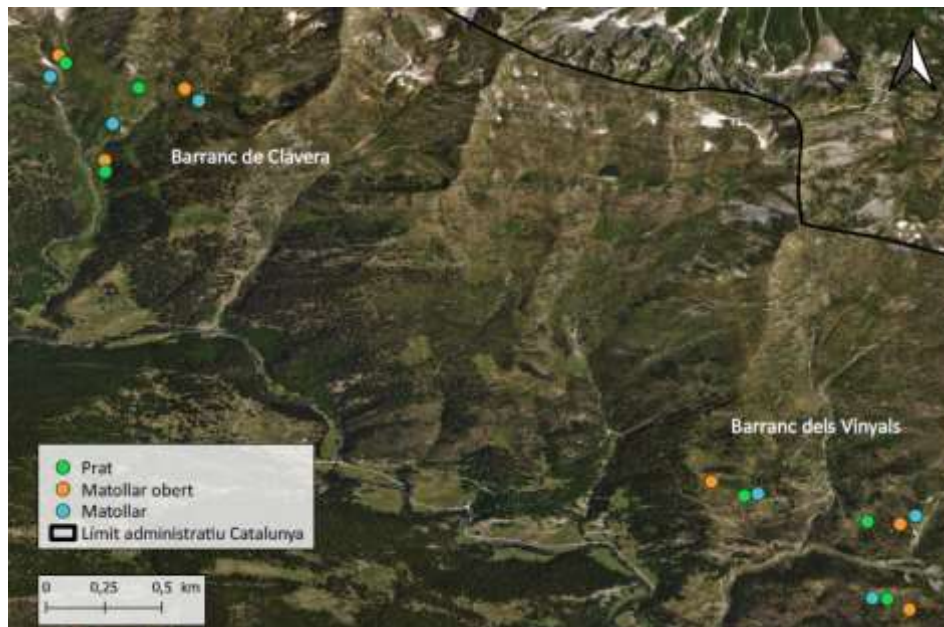 Barranc de Clavera
Barranc dels Vinyals
Prat
Matollar obert
Matollar
Límit administratiu Catalunya
0 0,25 0,5 km